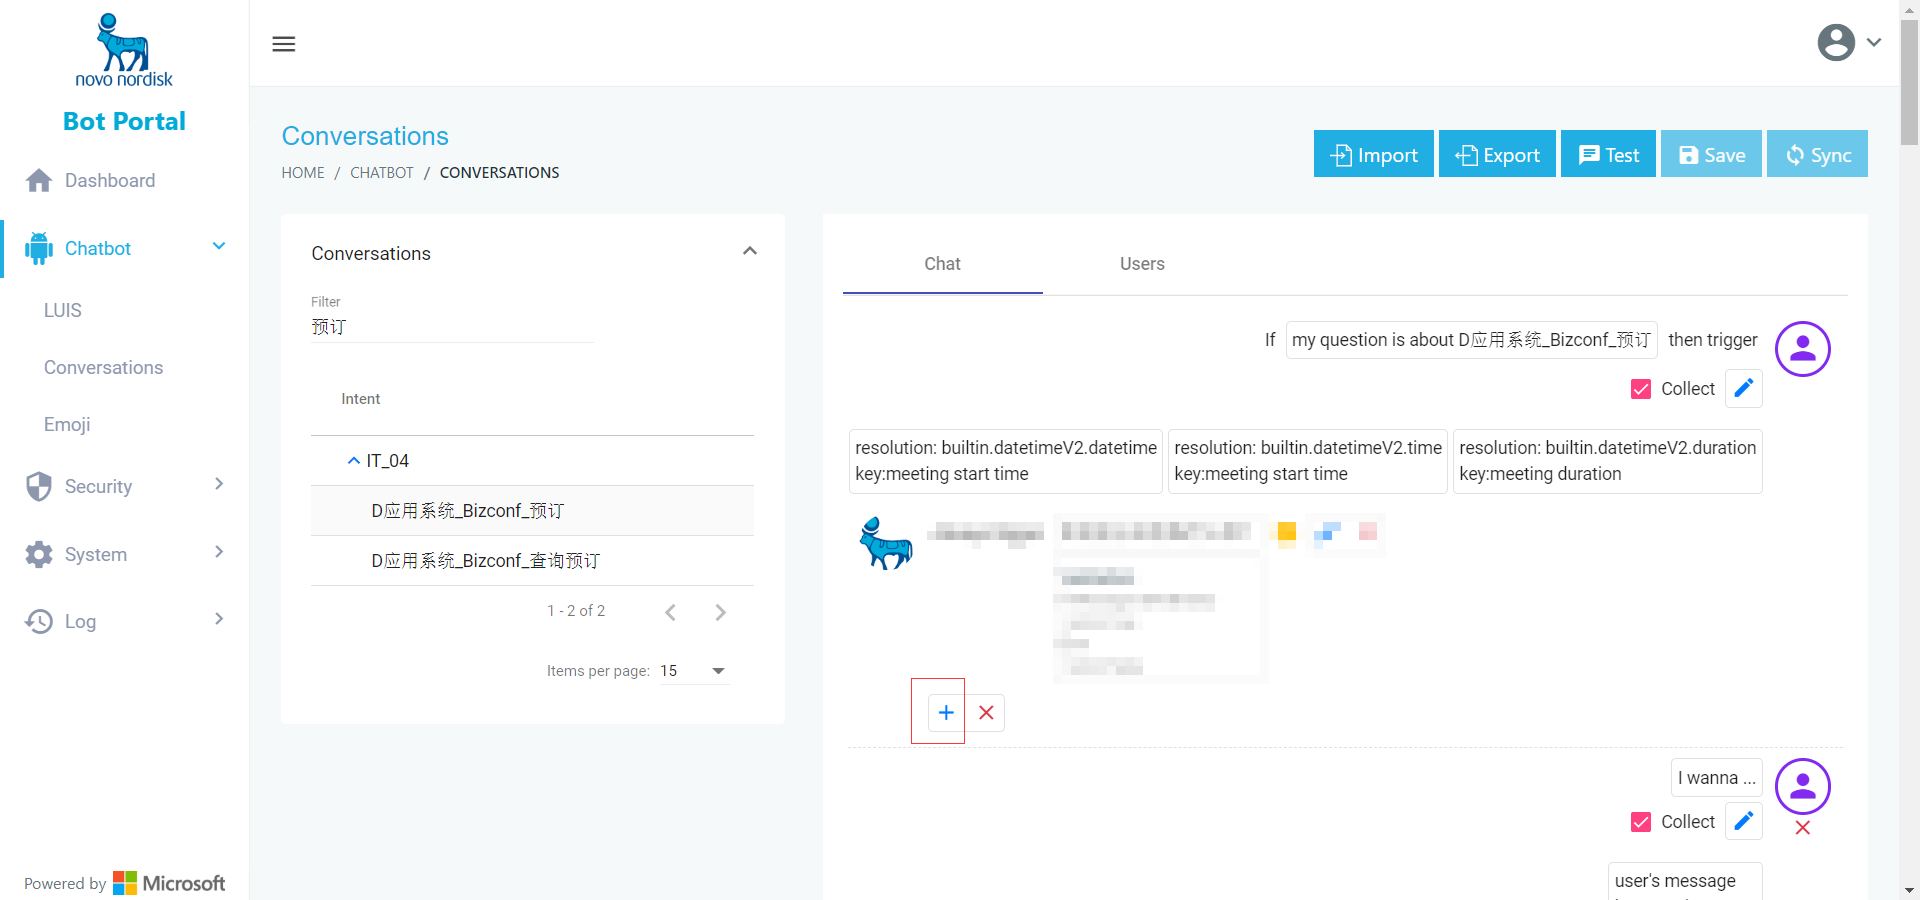 novo nordisk
Bot Portal
Dashboard
Chatbot
LUIS
Conversations
Emoji
Security
System
Log
Powered by Microsoft
Conversations
HOME / CHATBOT / CONVERSATIONS
Import
Export
Test
Save
Sync
Conversations
Filter
预订
Intent
IT_04
D应用系统_Bizconf_预订
D应用系统_Bizconf_查询预订
1 - 2 of 2
Items per page: 15
Chat
Users
If my question is about D应用系统_Bizconf_预订 then trigger
Collect
resolution: builtin.datetimeV2.datetime
key:meeting start time
resolution: builtin.datetimeV2.time
key:meeting start time
resolution: builtin.datetimeV2.duration
key:meeting duration
I wanna ...
Collect
user's message